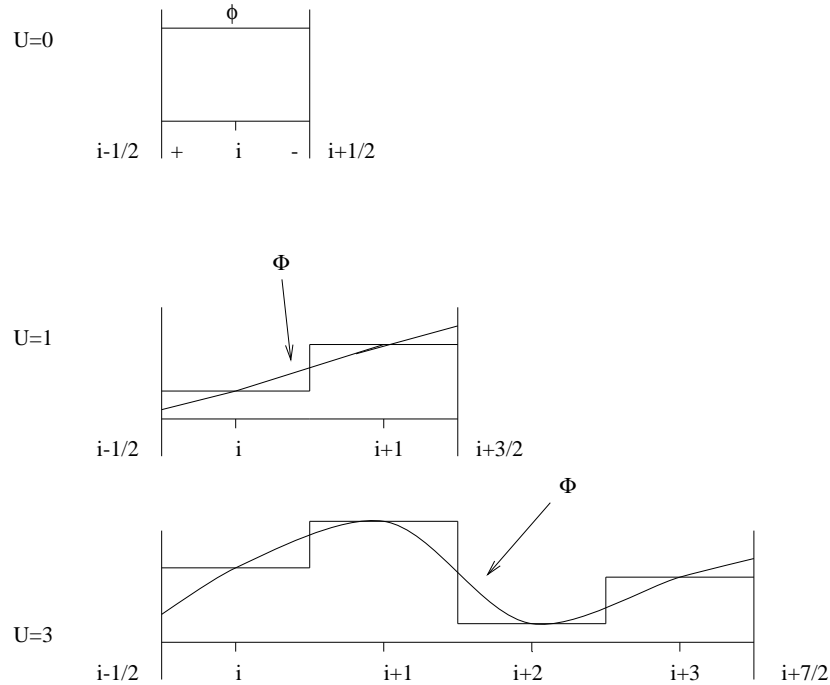 ϕ
U=0
i-1/2 + i - i+1/2
Φ
U=1
i-1/2 i i+1 i+3/2
Φ
U=3
i-1/2 i i+1 i+2 i+3 i+7/2